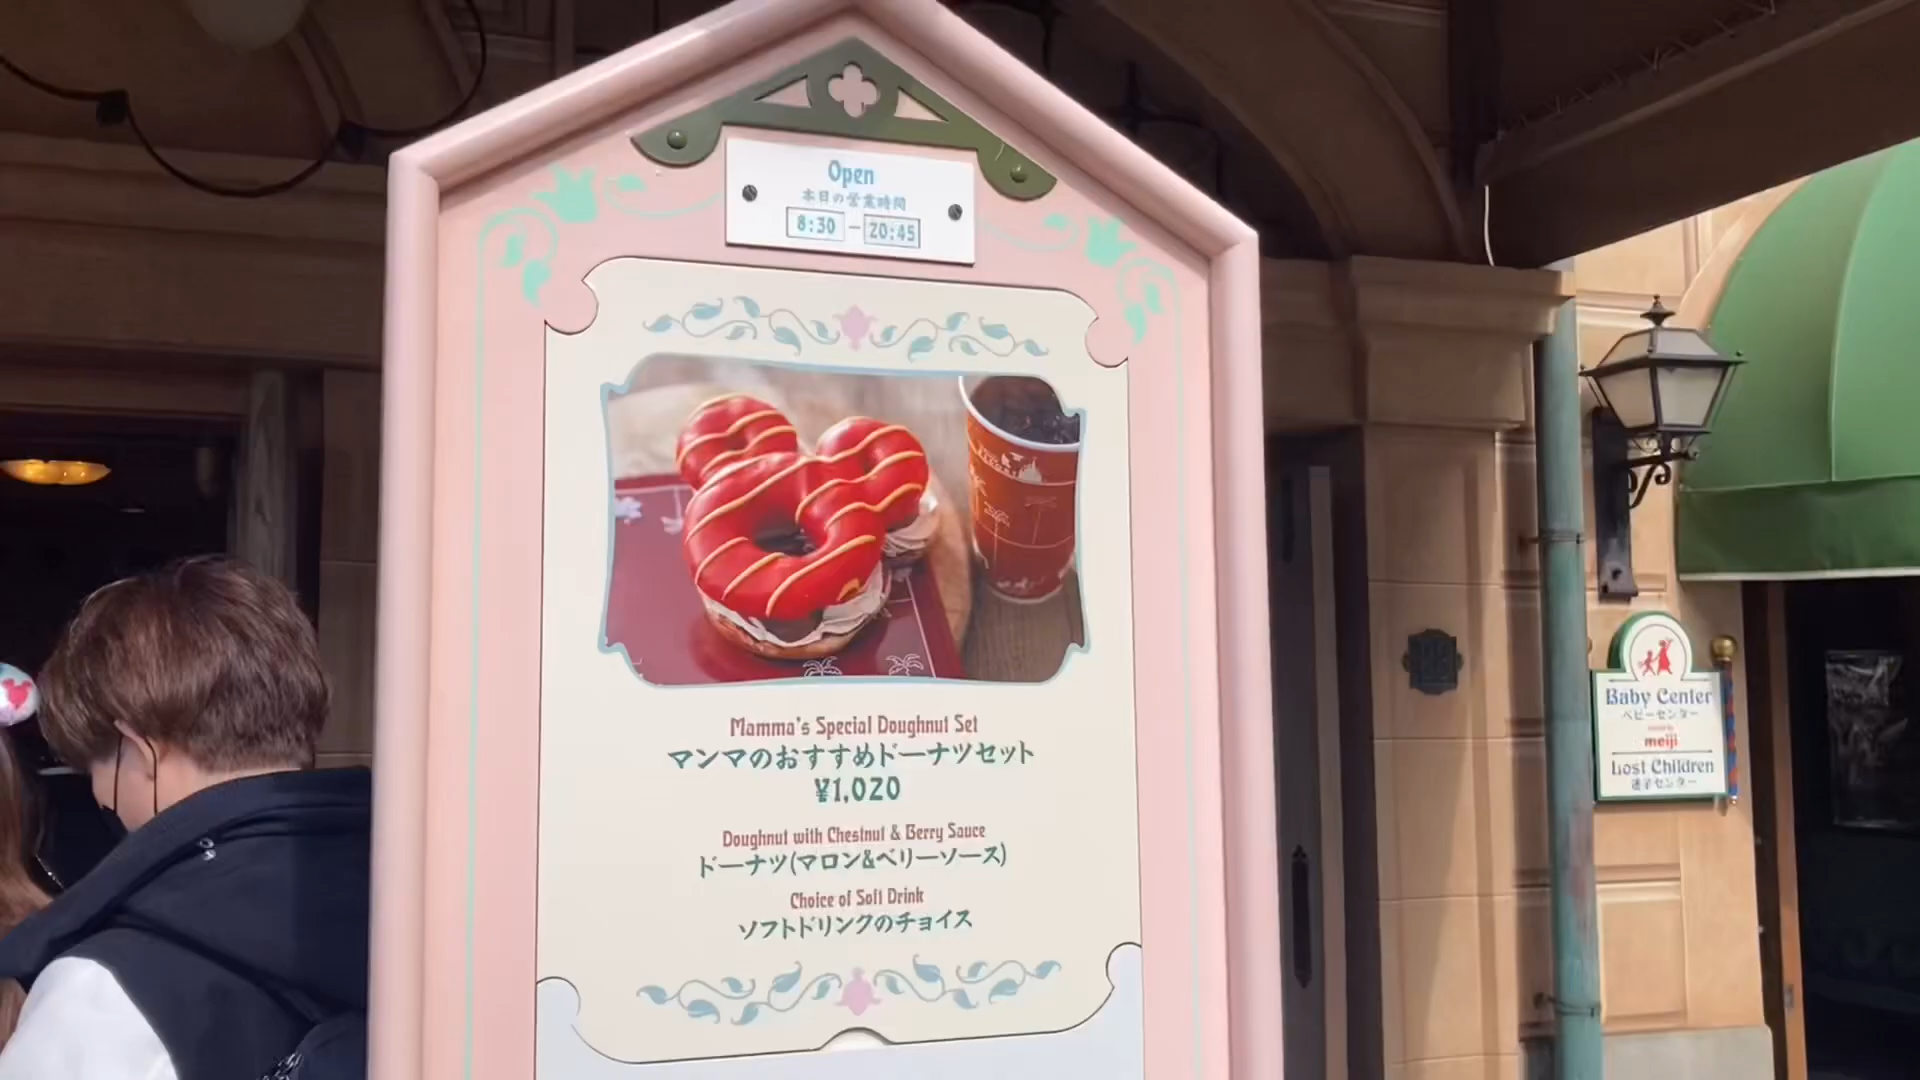 Open
本日の営業時間
8:30 – 20:45
Mamma's Special Doughnut Set
マンマのおすすめドーナツセット
¥1,020
Doughnut with Chestnut & Berry Sauce
ドーナツ(マロン&ベリーソース)
Choice of Soft Drink
ソフトドリンクのチョイス
Baby Center
ベビーセンター
meiji
Lost Children
迷子センター